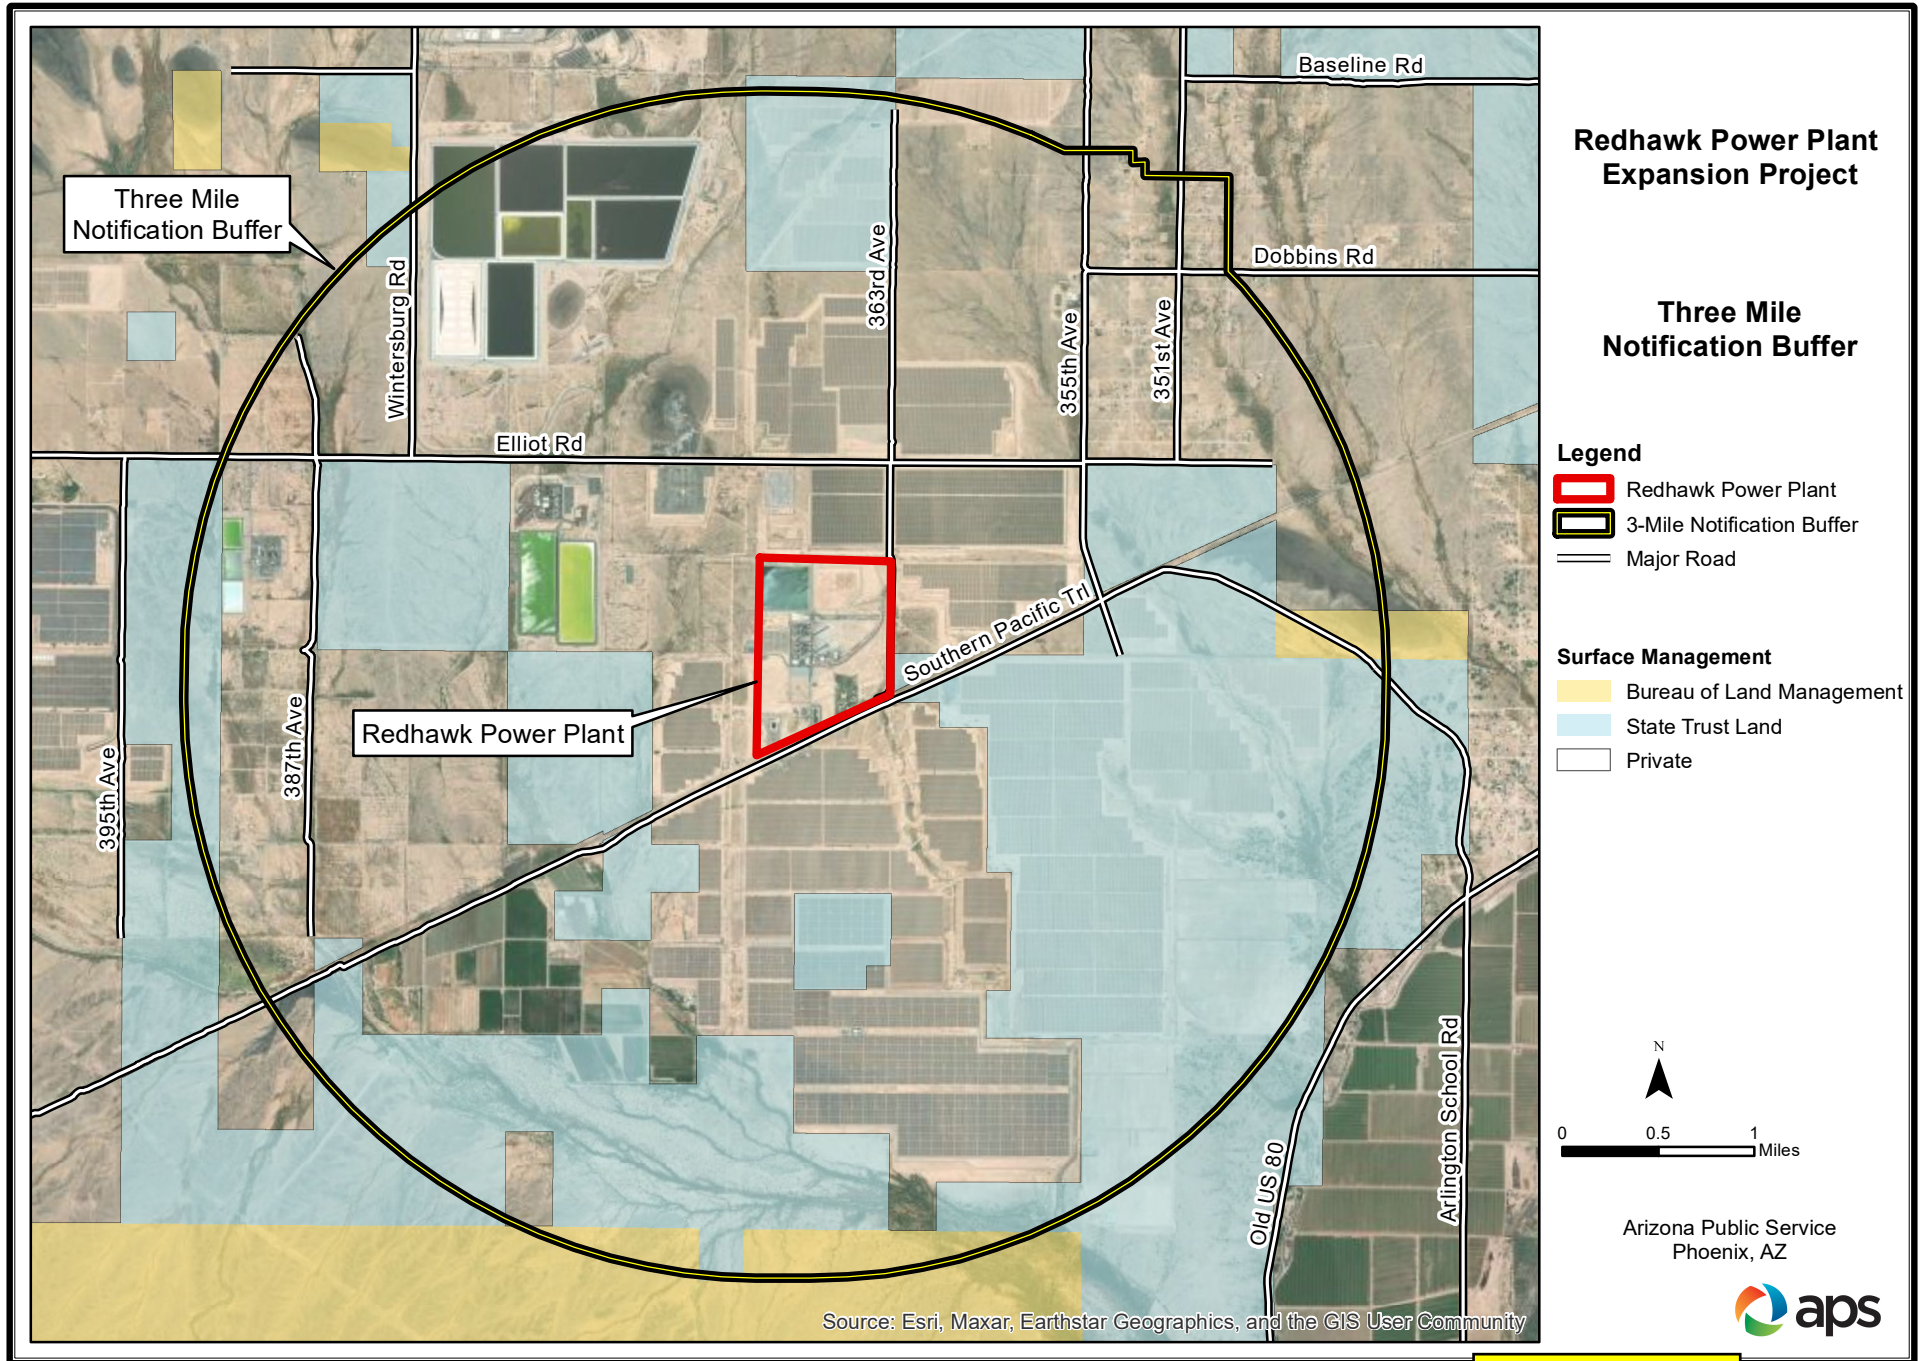 Baseline Rd
Three Mile
Notification Buffer
Wintersburg Rd
363rd Ave
355th Ave
351st Ave
Dobbins Rd
Elliot Rd
Southern Pacific Trl
Redhawk Power Plant
395th Ave
387th Ave
Old US 80
Arlington School Rd
Source: Esri, Maxar, Earthstar Geographics, and the GIS User Community
Redhawk Power Plant
Expansion Project
Three Mile
Notification Buffer
Legend
Redhawk Power Plant
3-Mile Notification Buffer
Major Road
Surface Management
Bureau of Land Management
State Trust Land
Private
N
0 0.5 1
Miles
Arizona Public Service
Phoenix, AZ
aps